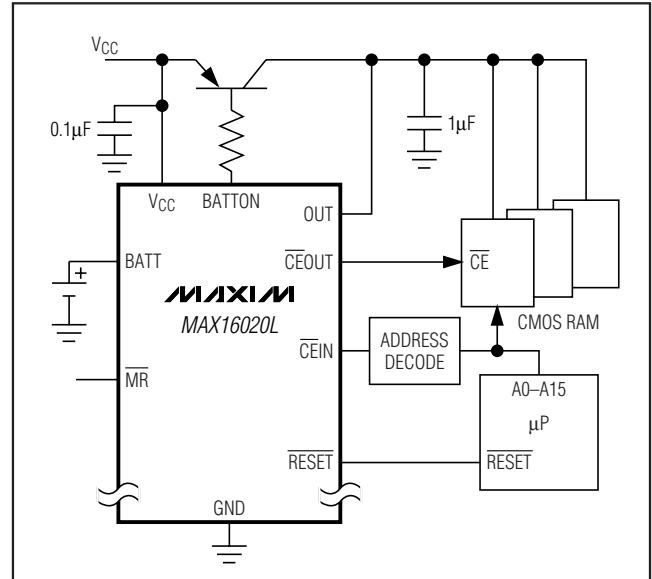 VCC
0.1μF
1μF
VCC
BATTON
OUT
BATT
+
CEOUT
CE
MAXIM
MAX16020L
CMOS RAM
CEIN
ADDRESS
DECODE
MR
A0–A15
μP
RESET
RESET
GND